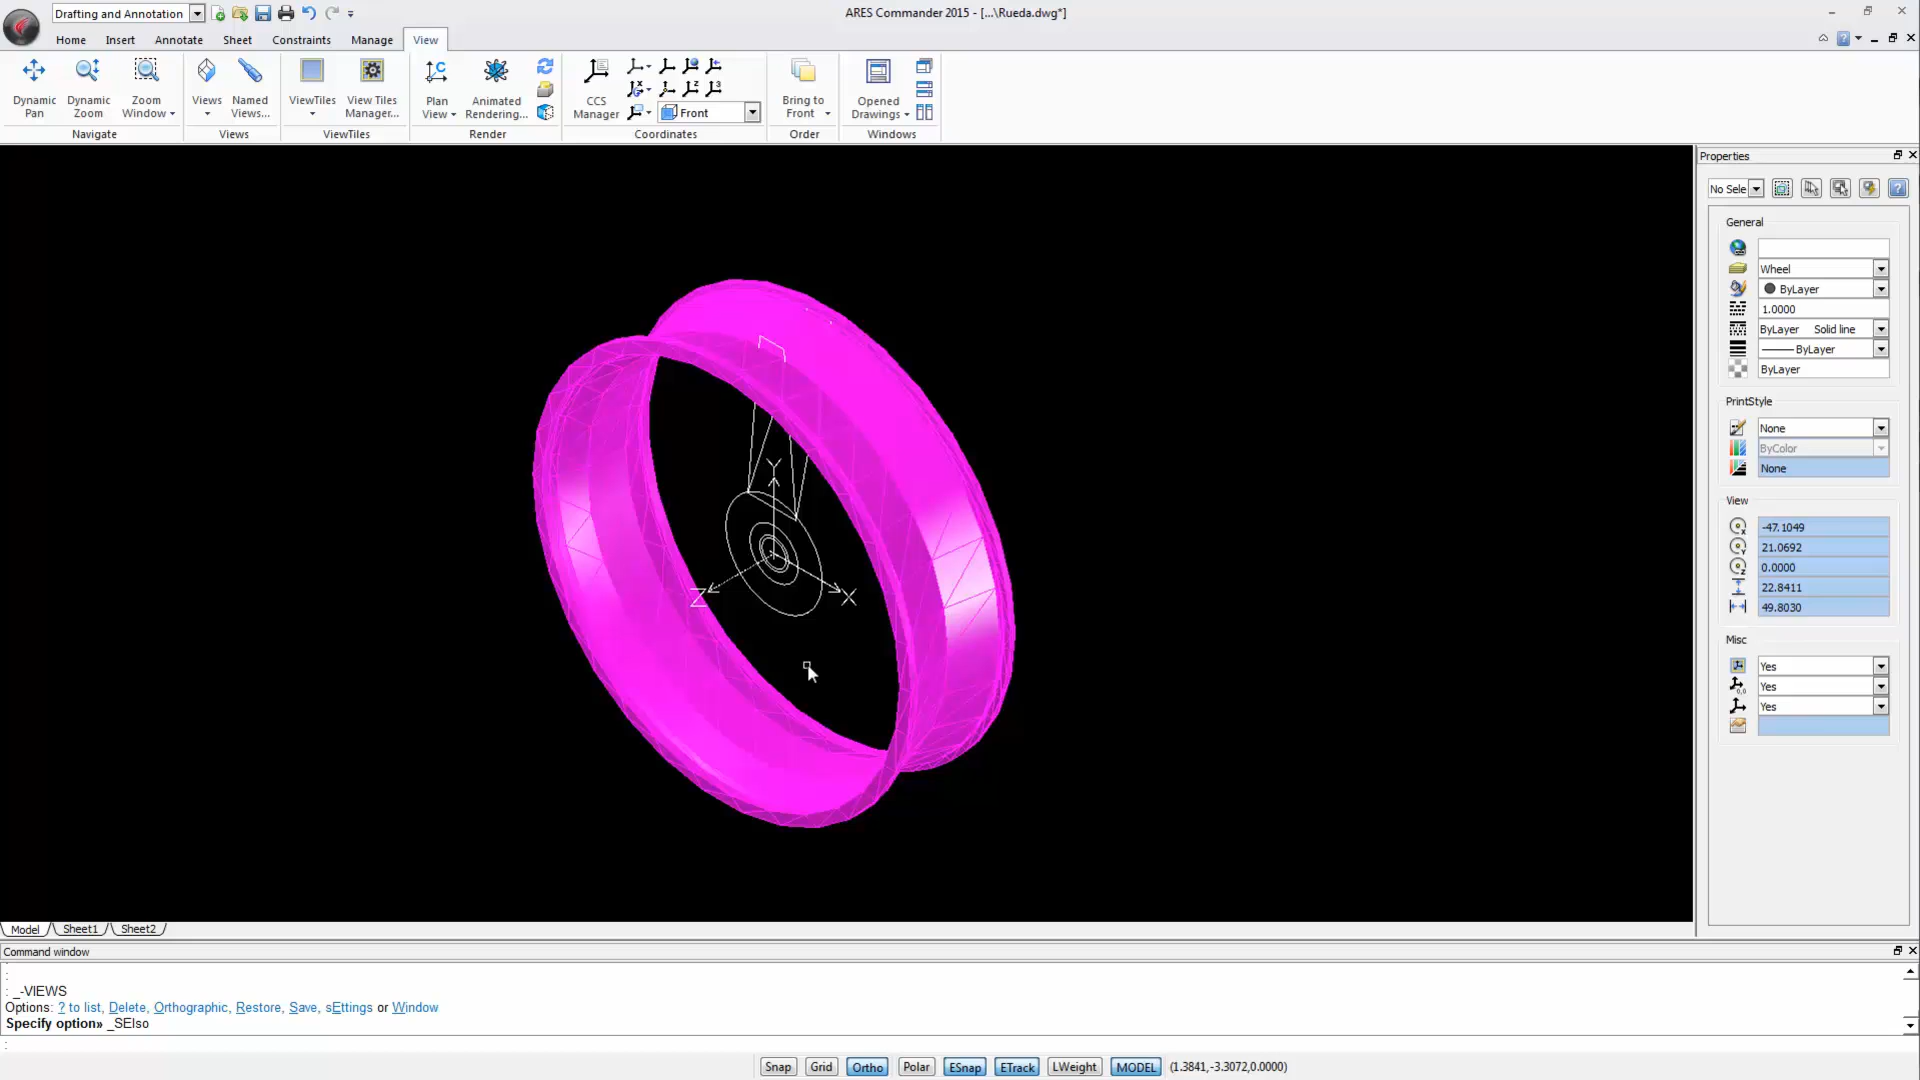 Drafting and Annotation
ARES Commander 2015 - [...\Rueda.dwg*]
Home Insert Annotate Sheet Constraints Manage View
Dynamic Pan
Dynamic Zoom
Zoom Window
Views
Named Views...
ViewTiles
View Tiles Manager...
Plan View
Animated Rendering...
CCS Manager
Front
Bring to Front
Opened Drawings
Navigate Views ViewTiles Render Coordinates Order Windows
Properties
No Sele
General
Wheel
ByLayer
1.0000
ByLayer Solid line
ByLayer
ByLayer
PrintStyle
None
ByColor
None
View
-47.1049
21.0692
0.0000
22.8411
49.8030
Misc
Yes
Yes
Yes
Y
Z
X
Model Sheet1 Sheet2
Command window
:
: _-VIEWS
Options: ? to list, Delete, Orthographic, Restore, Save, sEttings or Window
Specify option» _SEIso
:
Snap Grid Ortho Polar ESnap ETrack LWeight MODEL (1.3841,-3.3072,0.0000)